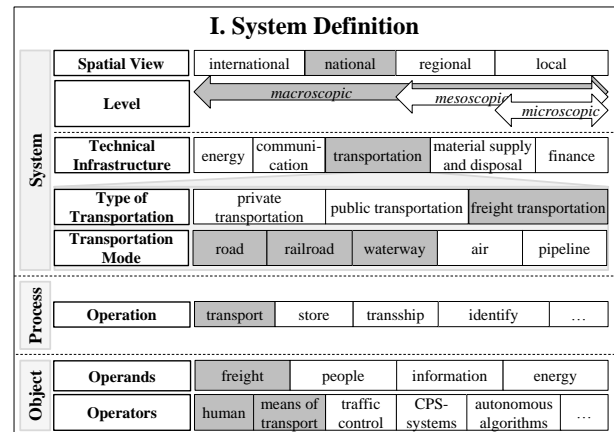 I. System Definition
System
Spatial View
international
national
regional
local
Level
macroscopic
mesoscopic
microscopic
Technical
Infrastructure
energy
communi-
cation
transportation
material supply
and disposal
finance
Type of
Transportation
private
transportation
public transportation
freight transportation
Transportation
Mode
road
railroad
waterway
air
pipeline
Process
Operation
transport
store
transship
identify
…
Object
Operands
freight
people
information
energy
Operators
human
means of
transport
traffic
control
CPS-
systems
autonomous
algorithms
…